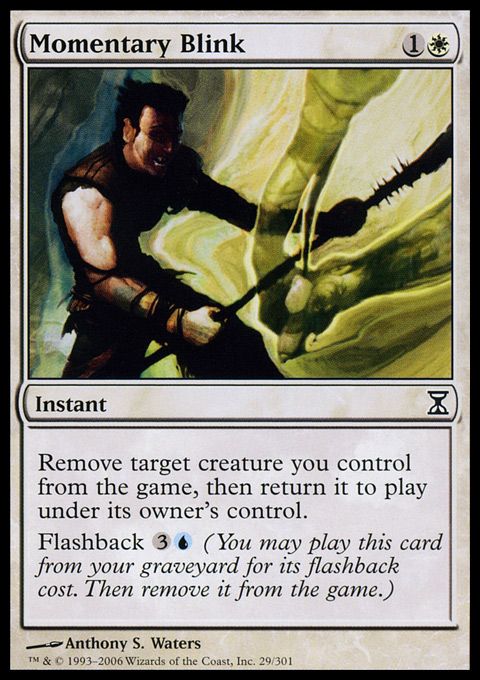 Momentary Blink 1
Instant
Remove target creature you control
from the game, then return it to play
under its owner's control.
Flashback 3 (You may play this card
from your graveyard for its flashback
cost. Then remove it from the game.)
Anthony S. Waters
™ & © 1993–2006 Wizards of the Coast, Inc. 29/301